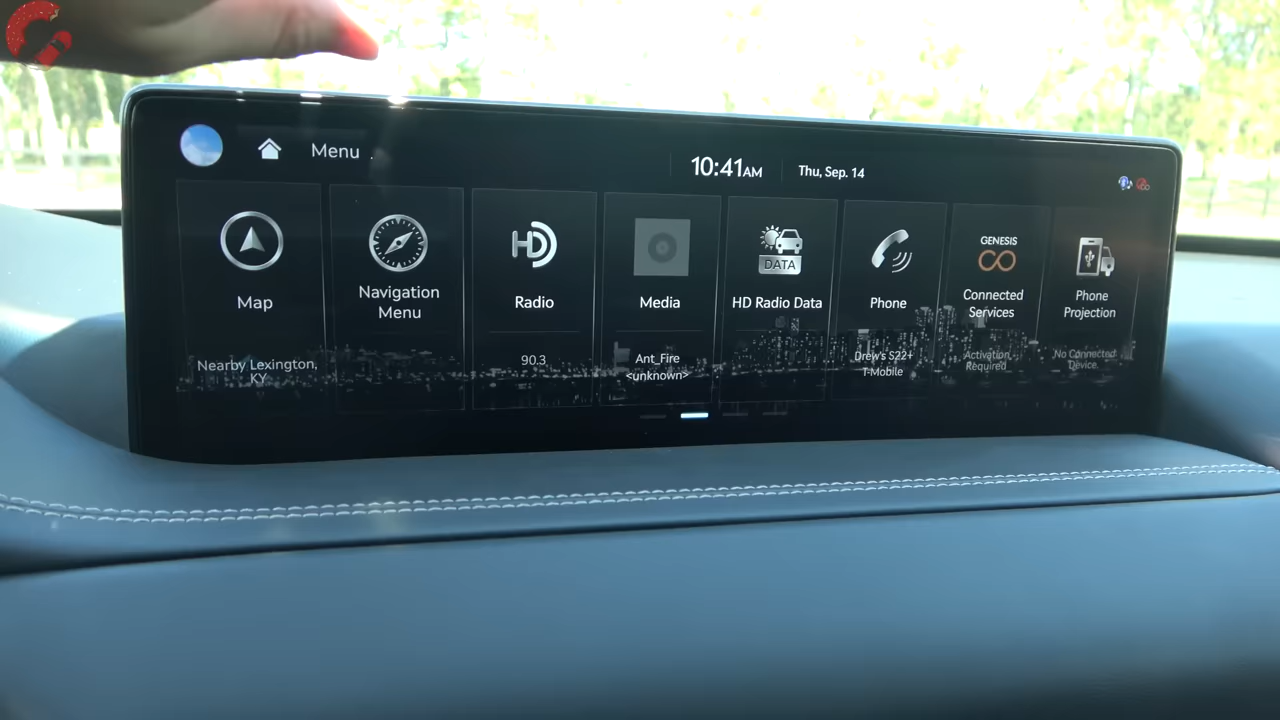 Menu
10:41AM
Thu, Sep. 14
Map
Nearby Lexington,
KY
Navigation
Menu
HD
Radio
90.3
Media
Ant_Fire
<unknown>
DATA
HD Radio Data
Phone
Drew's S22+
T-Mobile
GENESIS
Connected
Services
Activation
Required
Phone
Projection
No Connected
Device.